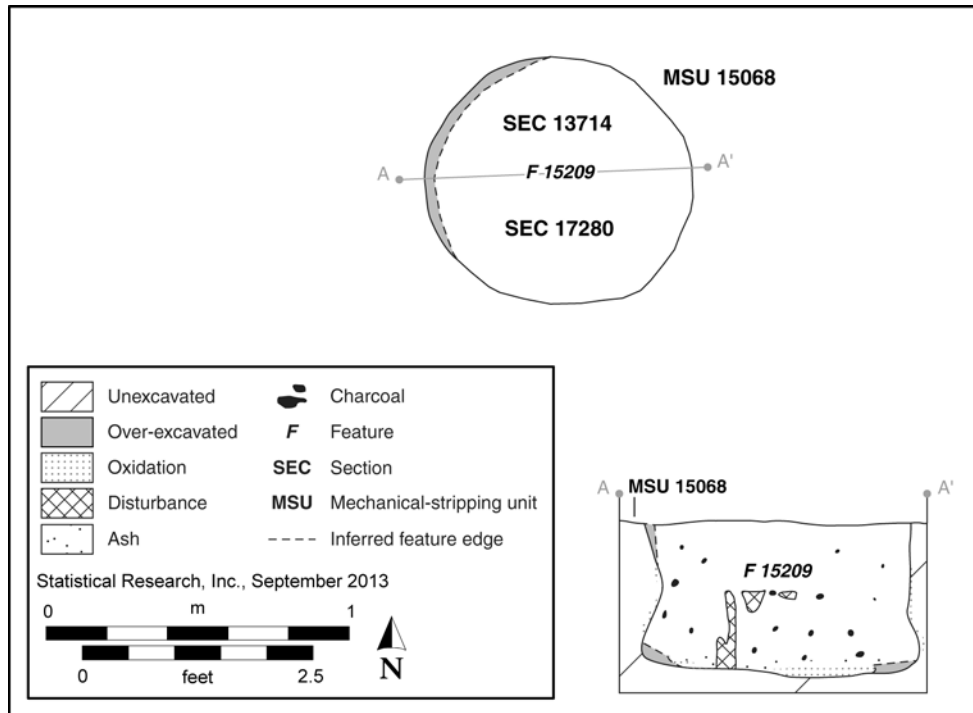 MSU 15068
SEC 13714
A
F 15209
A'
SEC 17280
Unexcavated
Charcoal
Over-excavated
F
Feature
Oxidation
SEC
Section
Disturbance
MSU
Mechanical-stripping unit
Ash
Inferred feature edge
Statistical Research, Inc., September 2013
0
m
1
0
feet
2.5
N
A
MSU 15068
A'
F 15209